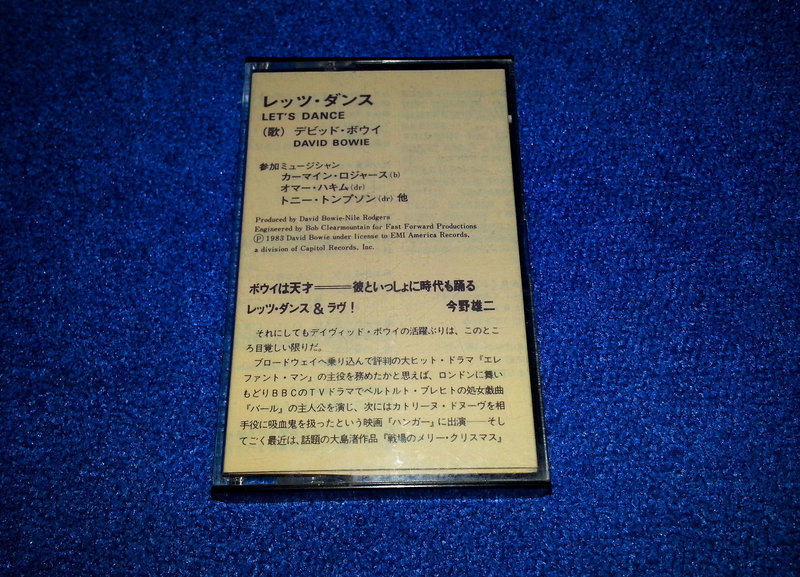 レッツ・ダンス
LET'S DANCE
(歌) デビッド・ボウイ
DAVID BOWIE
参加ミュージシャン
カーマイン・ロジャース(b)
オマー・ハキム(dr)
トニー・トンプソン(dr) 他
Produced by David Bowie-Nile Rodgers
Engineered by Bob Clearmountain for Fast Forward Productions
Ⓟ 1983 David Bowie under license to EMI America Records,
a division of Capitol Records, Inc.
ボウイは天才═══彼といっしょに時代も踊る
レッツ・ダンス & ラヴ! 今野雄二
それにしてもデイヴィッド・ボウイの活躍ぶりは、このとこ
ろ目覚しい限りだ。
ブロードウェイへ乗り込んで評判の大ヒット・ドラマ『エレ
ファント・マン』の主役を務めたかと思えば、ロンドンに舞い
もどりBBCのTVドラマでベルトルト・ブレヒトの処女戯曲
『バール』の主人公を演じ、次にはカトリーヌ・ドヌーヴを相
手役に吸血鬼を扱ったという映画『ハンガー』に出演──そし
てごく最近は、話題の大島渚作品『戦場のメリー・クリスマス』